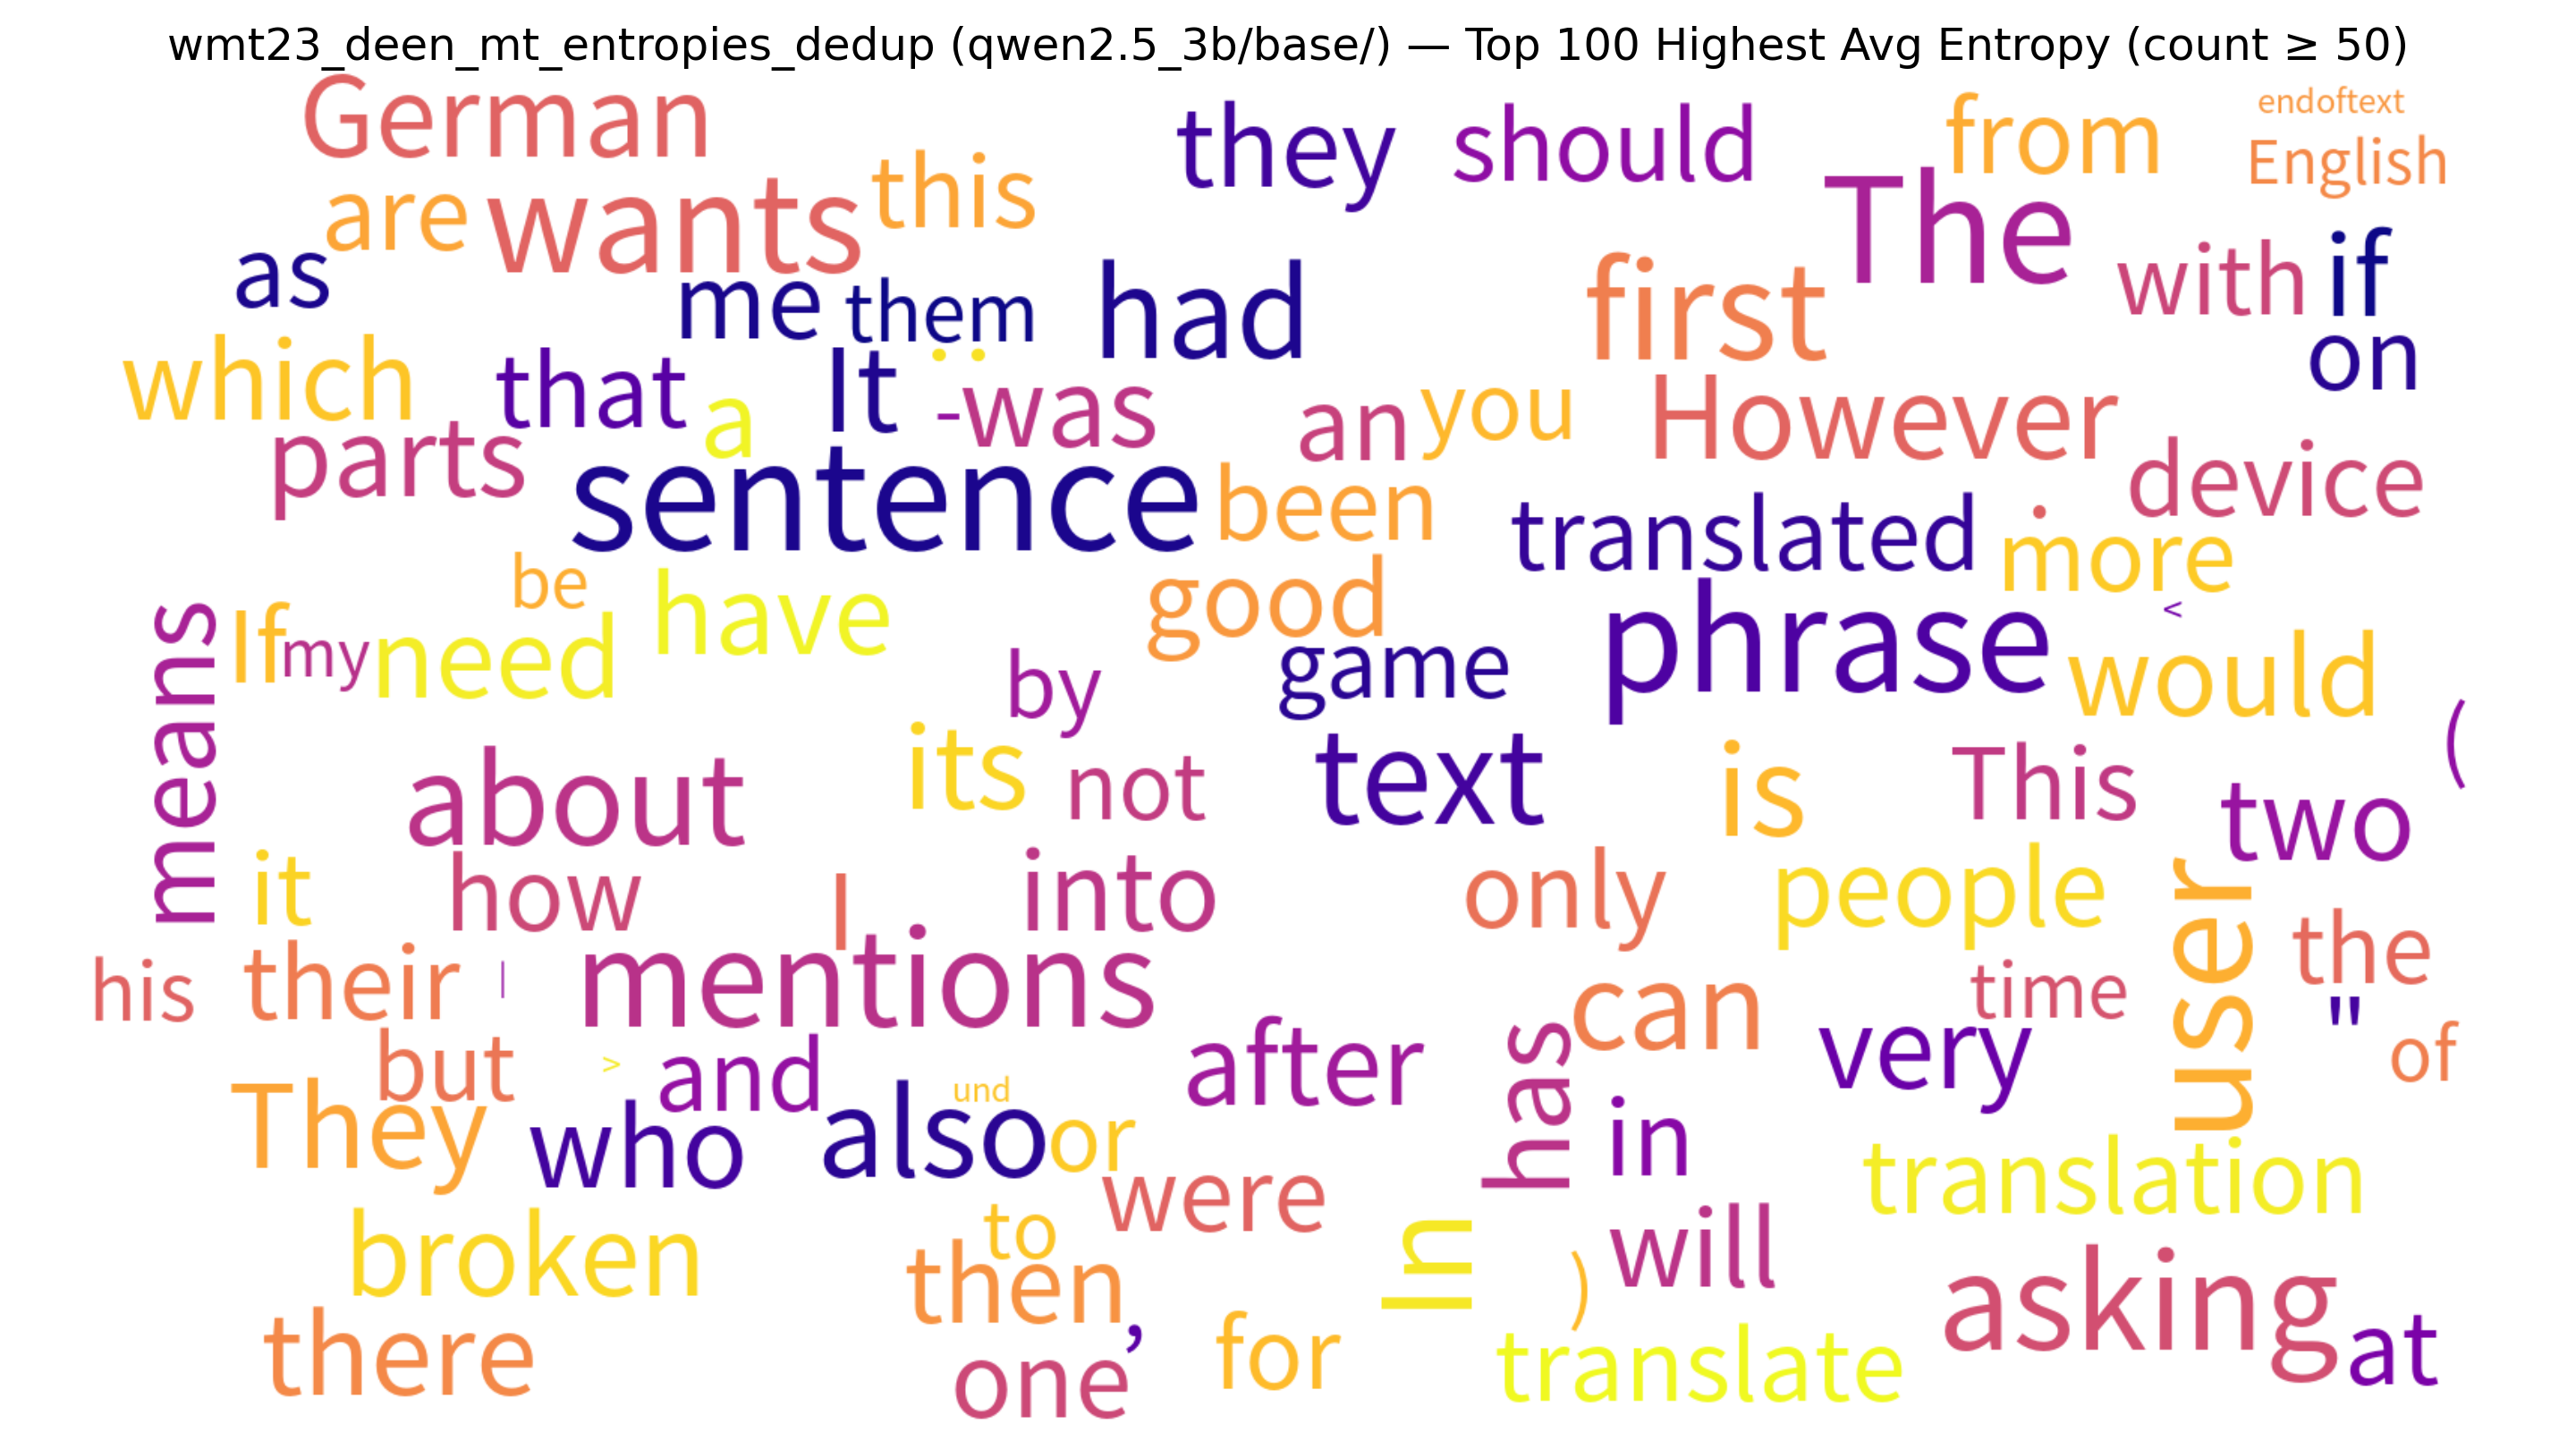 wmt23_deen_mt_entropies_dedup (qwen2.5_3b/base/) — Top 100 Highest Avg Entropy (count ≥ 50)
German
they
should
from
endoftext
English
are
wants
this
The
as
me
them
had
first
with
if
on
which
that
a
It
..
-
was
an
you
However
parts
sentence
been
device
translated
.
more
be
have
good
<
means
If
my
need
by
game
phrase
would
(
about
its
not
text
is
This
two
it
how
I
into
only
people
user
the
his
their
|
mentions
can
time
"
of
but
>
and
und
after
has
very
They
who
also
or
in
were
translation
broken
to
then
,
In
)
will
asking
there
one
for
translate
at